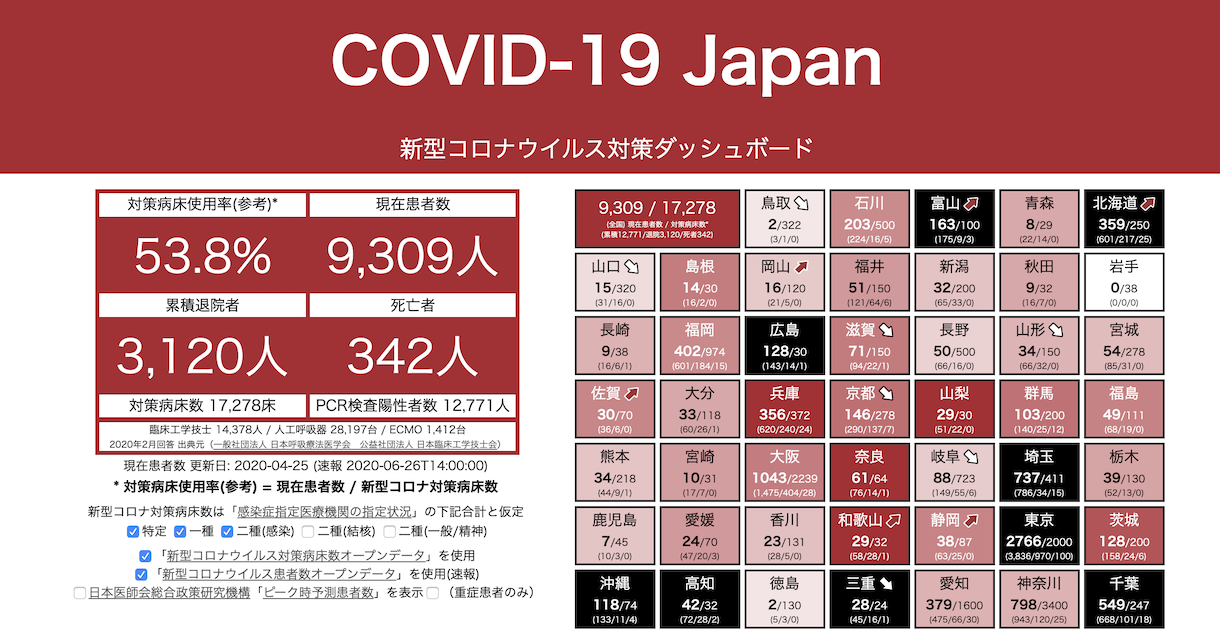 COVID-19 Japan
新型コロナウイルス対策ダッシュボード
対策病床使用率(参考)*
現在患者数
53.8%
9,309人
累積退院者
死亡者
3,120人
342人
対策病床数 17,278床
PCR検査陽性者数 12,771人
臨床工学技士 14,378人 / 人工呼吸器 28,197台 / ECMO 1,412台
2020年2月回答 出典元 (一般社団法人 日本呼吸療法医学会 公益社団法人 日本臨床工学技士会)
現在患者数 更新日: 2020-04-25 (速報 2020-06-26T14:00:00)
* 対策病床使用率(参考) = 現在患者数 / 新型コロナ対策病床数
新型コロナ対策病床数は「感染症指定医療機関の指定状況」の下記合計と仮定
特定 一種 二種(感染) 二種(結核) 二種(一般/精神)
「新型コロナウイルス対策病床数オープンデータ」を使用
「新型コロナウイルス患者数オープンデータ」を使用(速報)
日本医師会総合政策研究機構「ピーク時予測患者数」を表示 (重症患者のみ)
9,309 / 17,278
(全国) 現在患者数 / 対策病床数*
(累積12,771/退院3,120/死者342)
鳥取
2/322
(3/1/0)
石川
203/500
(224/16/5)
富山
163/100
(175/9/3)
青森
8/29
(22/14/0)
北海道
359/250
(601/217/25)
山口
15/320
(31/16/0)
島根
14/30
(16/2/0)
岡山
16/120
(21/5/0)
福井
51/150
(121/64/6)
新潟
32/200
(65/33/0)
秋田
9/32
(16/7/0)
岩手
0/38
(0/0/0)
長崎
9/38
(16/6/1)
福岡
402/974
(601/184/15)
広島
128/30
(143/14/1)
滋賀
71/150
(94/22/1)
長野
50/500
(66/16/0)
山形
34/150
(66/32/0)
宮城
54/278
(85/31/0)
佐賀
30/70
(36/6/0)
大分
33/118
(60/26/1)
兵庫
356/372
(620/240/24)
京都
146/278
(290/137/7)
山梨
29/30
(51/22/0)
群馬
103/200
(140/25/12)
福島
49/111
(68/19/0)
熊本
34/218
(44/9/1)
宮崎
10/31
(17/7/0)
大阪
1043/2239
(1,475/404/28)
奈良
61/64
(76/14/1)
岐阜
88/723
(149/55/6)
埼玉
737/411
(786/34/15)
栃木
39/130
(52/13/0)
鹿児島
7/45
(10/3/0)
愛媛
24/70
(47/20/3)
香川
23/131
(28/5/0)
和歌山
29/32
(58/28/1)
静岡
38/87
(63/25/0)
東京
2766/2000
(3,836/970/100)
茨城
128/200
(158/24/6)
沖縄
118/74
(133/11/4)
高知
42/32
(72/28/2)
徳島
2/130
(5/3/0)
三重
28/24
(45/16/1)
愛知
379/1600
(475/66/30)
神奈川
798/3400
(943/120/25)
千葉
549/247
(668/101/18)